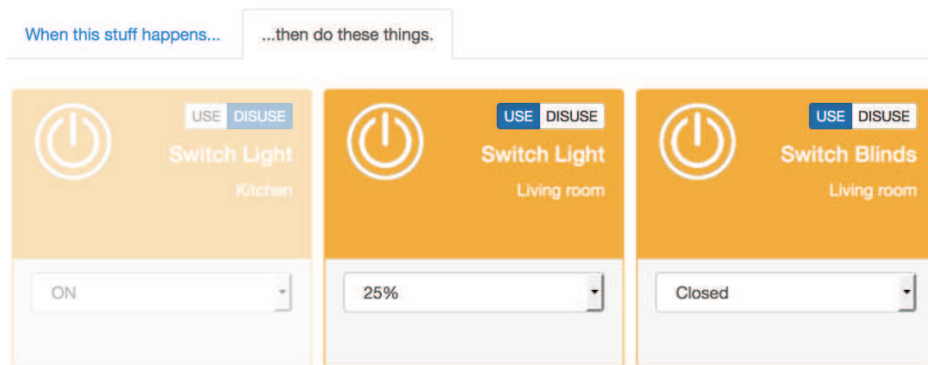 When this stuff happens...
...then do these things.
USE DISUSE
Switch Light
Kitchen
ON
USE DISUSE
Switch Light
Living room
25%
USE DISUSE
Switch Blinds
Living room
Closed